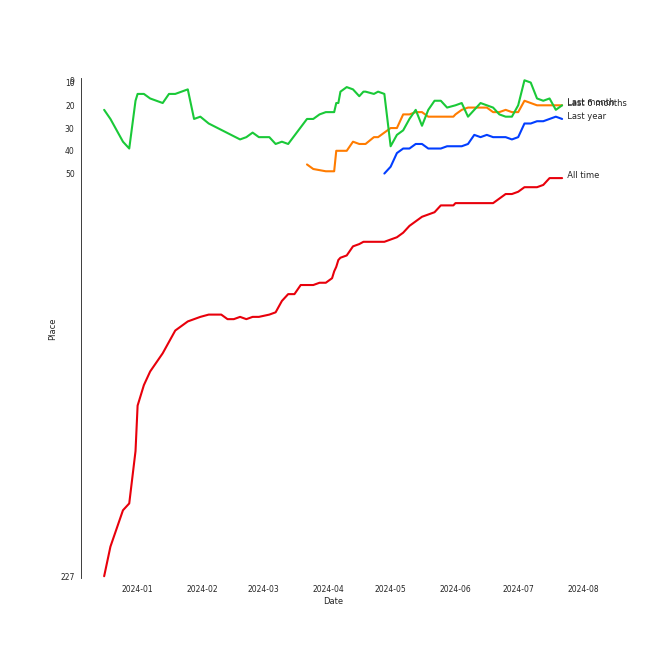 9
10
20
30
40
50
227
Place
Last month
Last 6 months
Last year
All time
2024-01
2024-02
2024-03
2024-04
2024-05
2024-06
2024-07
2024-08
Date